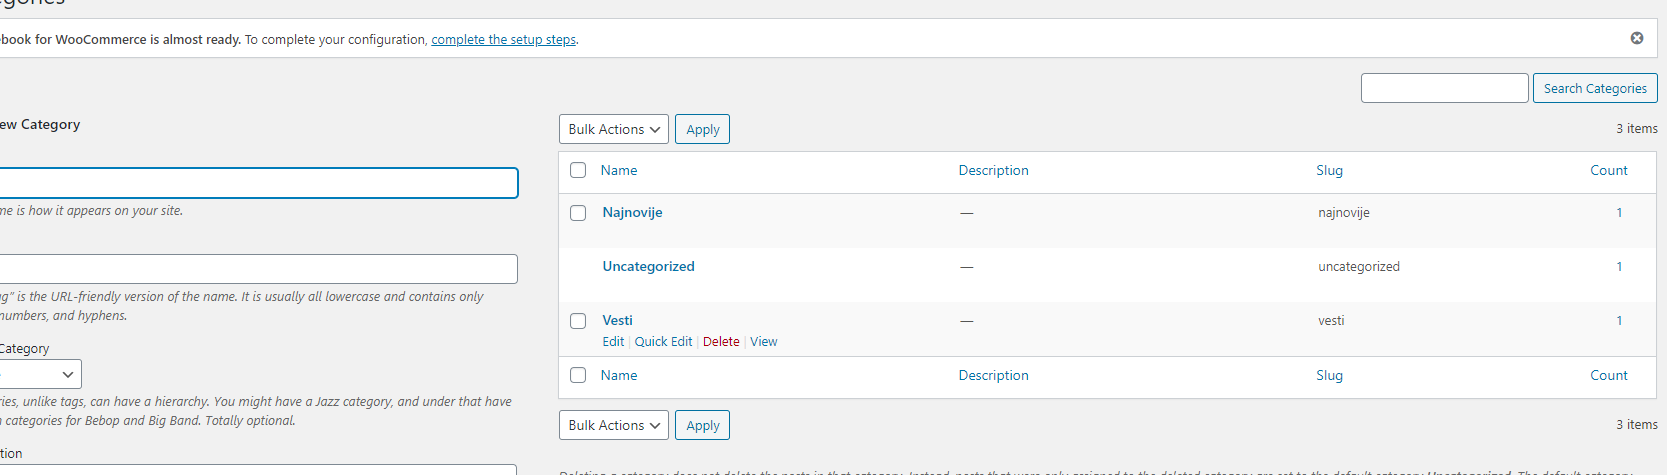 ebook for WooCommerce is almost ready. To complete your configuration, complete the setup steps.
Search Categories
ew Category
Bulk Actions Apply 3 items
Name Description Slug Count
me is how it appears on your site.
Najnovije — najnovije 1
Uncategorized — uncategorized 1
g" is the URL-friendly version of the name. It is usually all lowercase and contains only
numbers, and hyphens.
Vesti — vesti 1
Edit | Quick Edit | Delete | View
Category
Name Description Slug Count
ries, unlike tags, can have a hierarchy. You might have a Jazz category, and under that have
categories for Bebop and Big Band. Totally optional.
Bulk Actions Apply 3 items
tion